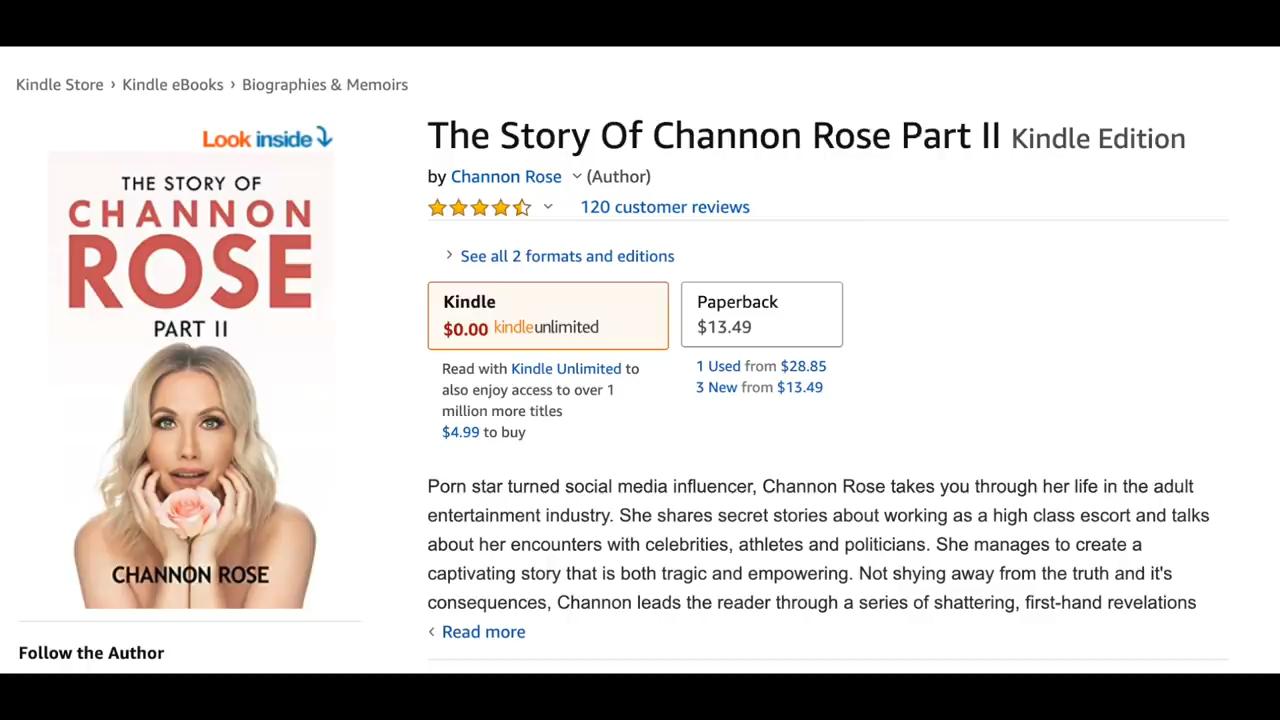 Kindle Store › Kindle eBooks › Biographies & Memoirs
Look inside
THE STORY OF
CHANNON
ROSE
PART II
CHANNON ROSE
Follow the Author
The Story Of Channon Rose Part II Kindle Edition
by Channon Rose (Author)
120 customer reviews
See all 2 formats and editions
Kindle
$0.00 kindleunlimited
Read with Kindle Unlimited to
also enjoy access to over 1
million more titles
$4.99 to buy
Paperback
$13.49
1 Used from $28.85
3 New from $13.49
Porn star turned social media influencer, Channon Rose takes you through her life in the adult
entertainment industry. She shares secret stories about working as a high class escort and talks
about her encounters with celebrities, athletes and politicians. She manages to create a
captivating story that is both tragic and empowering. Not shying away from the truth and it's
consequences, Channon leads the reader through a series of shattering, first-hand revelations
‹ Read more